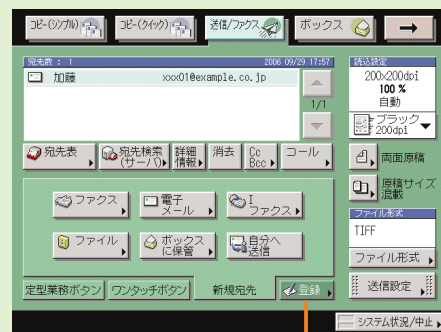 コピー(シンプル)
コピー(クイック)
送信/ファクス
ボックス
宛先数 : 1
2006 09/29 17:57
加藤 xxx01@example.co.jp
1/1
宛先表
宛先検索
(サーバ)
詳細
情報
消去
Cc
Bcc
コール
ファクス
電子
メール
I
ファクス
ファイル
ボックス
に保管
自分へ
送信
定型業務ボタン
ワンタッチボタン
新規宛先
登録
読込設定
200×200dpi
100 %
自動
ブラック
200dpi
両面原稿
原稿サイズ
混載
ファイル形式
TIFF
ファイル形式
送信設定
システム状況/中止